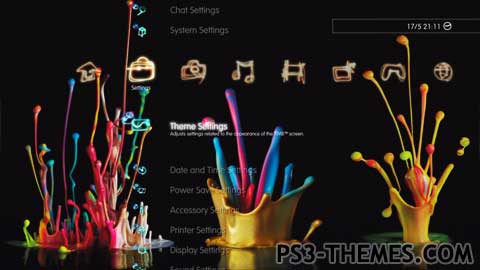 Chat Settings
17/5 21:11
System Settings
Settings
Theme Settings
Adjusts settings related to the appearance of the XMB™ screen.
Date and Time Settings
Power Save Settings
Accessory Settings
Printer Settings
Display Settings
Sound Settings
PS3-THEMES.COM